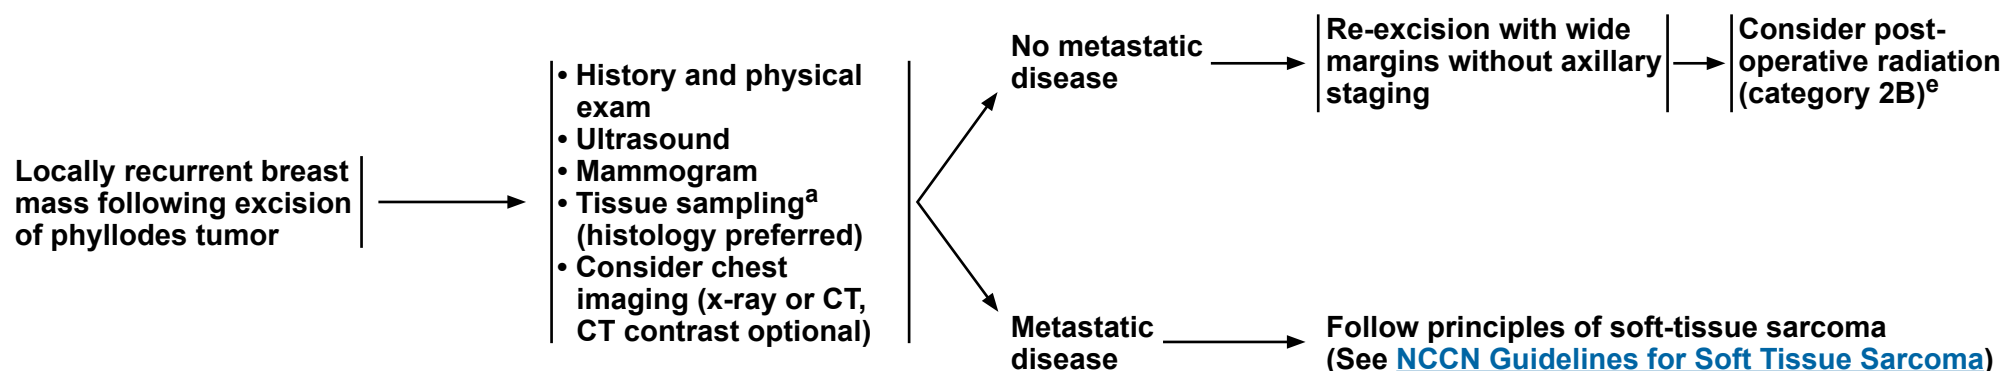 Locally recurrent breast
mass following excision
of phyllodes tumor
• History and physical
exam
• Ultrasound
• Mammogram
• Tissue samplingᵃ
(histology preferred)
• Consider chest
imaging (x-ray or CT,
CT contrast optional)
No metastatic
disease
Re-excision with wide
margins without axillary
staging
Consider post-
operative radiation
(category 2B)ᵉ
Metastatic
disease
Follow principles of soft-tissue sarcoma
(See NCCN Guidelines for Soft Tissue Sarcoma)